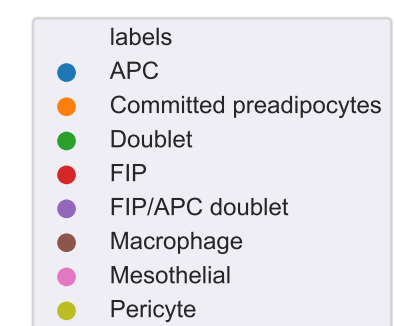 labels
APC
Committed preadipocytes
Doublet
FIP
FIP/APC doublet
Macrophage
Mesothelial
Pericyte